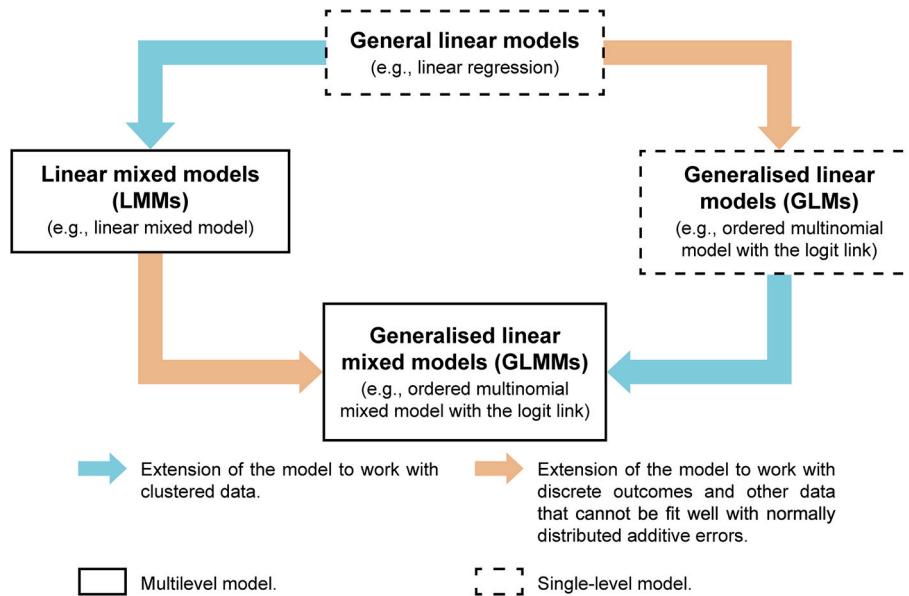 General linear models
(e.g., linear regression)
Linear mixed models
(LMMs)
(e.g., linear mixed model)
Generalised linear
models (GLMs)
(e.g., ordered multinomial
model with the logit link)
Generalised linear
mixed models (GLMMs)
(e.g., ordered multinomial
mixed model with the logit link)
Extension of the model to work with
clustered data.
Extension of the model to work with
discrete outcomes and other data
that cannot be fit well with normally
distributed additive errors.
Multilevel model.
Single-level model.